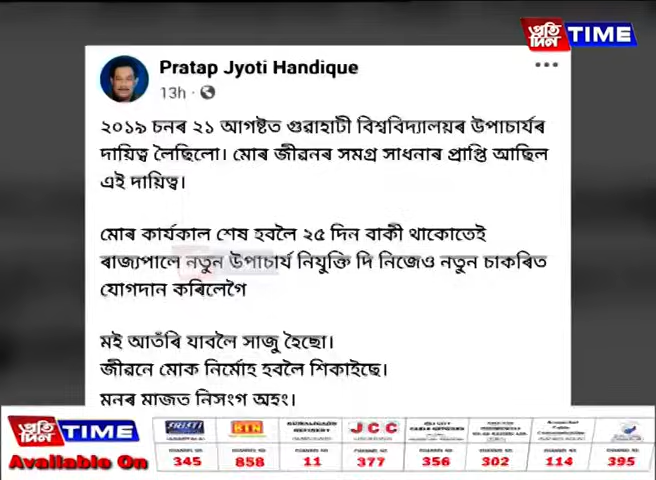 প্ৰতিদিন TIME
Pratap Jyoti Handique
13h
২০১৯ চনৰ ২১ আগষ্টত গুৱাহাটী বিশ্ববিদ্যালয়ৰ উপাচাৰ্যৰ
দায়িত্ব লৈছিলো। মোৰ জীৱনৰ সমগ্ৰ সাধনাৰ প্ৰাপ্তি আছিল
এই দায়িত্ব।
মোৰ কাৰ্যকাল শেষ হবলৈ ২৫ দিন বাকী থাকোতেই
ৰাজ্যপালে নতুন উপাচাৰ্য নিযুক্তি দি নিজেও নতুন চাকৰিত
যোগদান কৰিলেগৈ
মই আতঁৰি যাবলৈ সাজু হৈছো।
জীৱনে মোক নিৰ্মোহ হবলৈ শিকাইছে।
মনৰ মাজত নিসংগ অহং।
প্ৰতিদিন TIME
Available On
BTN
JCC
345 858 11 377 356 302 114 395